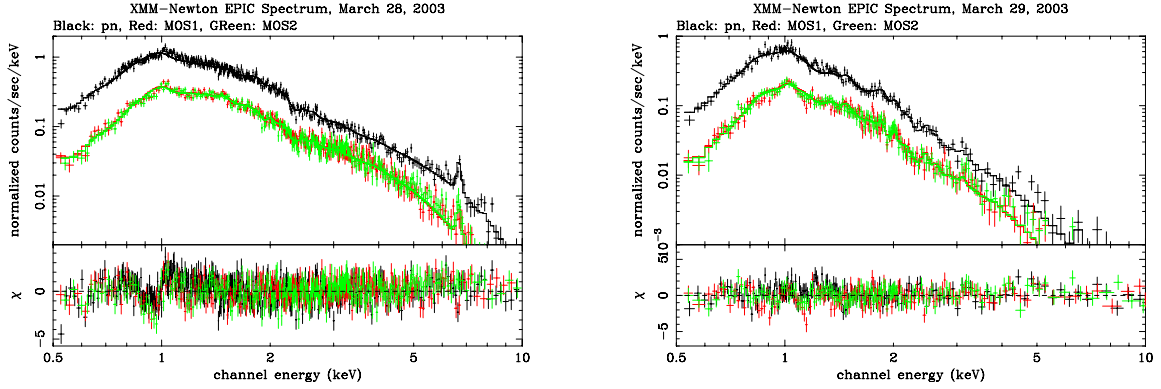 XMM-Newton EPIC Spectrum, March 28, 2003
Black: pn, Red: MOS1, GReen: MOS2
normalized counts/sec/keV
1
0.1
0.01
χ
0
-5
0.5
1
2
5
10
channel energy (keV)
XMM-Newton EPIC Spectrum, March 29, 2003
Black: pn, Red: MOS1, GReen: MOS2
normalized counts/sec/keV
1
0.1
0.01
10⁻³
χ
5
0
-5
0.5
1
2
5
10
channel energy (keV)